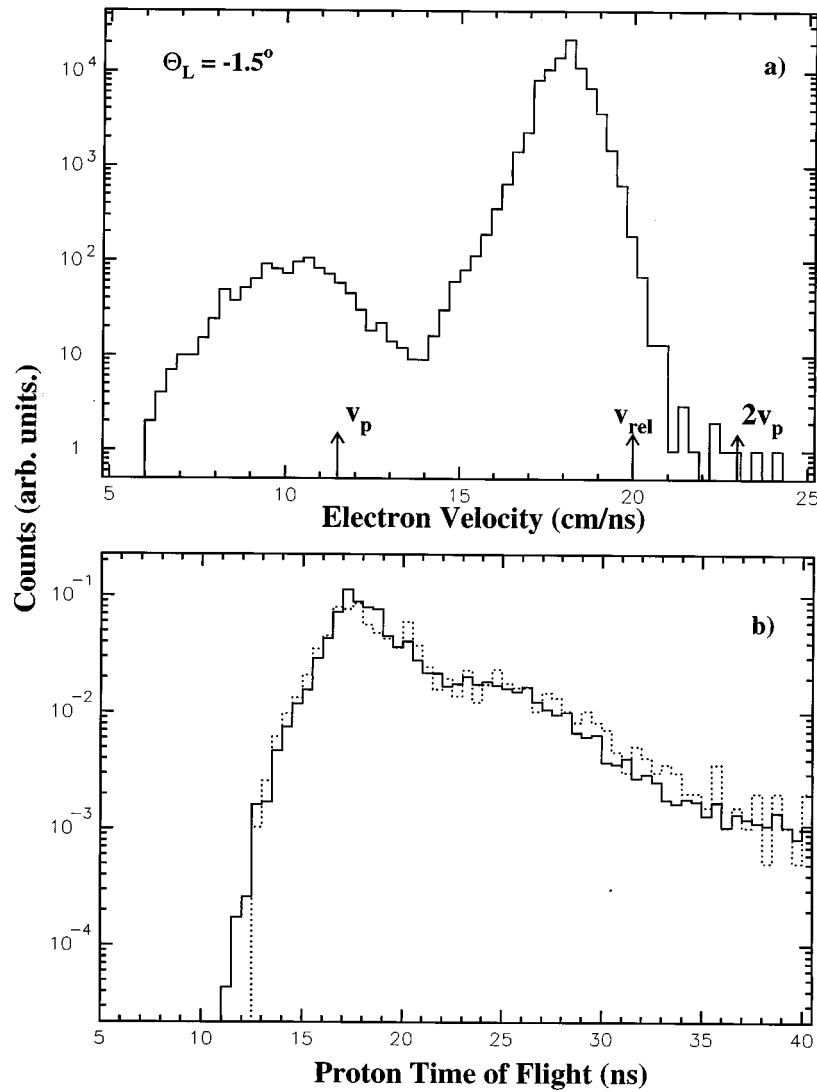 Θ_L = -1.5°
a)
10^4
10^3
10^2
10
1
v_p
v_rel
2v_p
5
10
15
20
25
Electron Velocity (cm/ns)
Counts (arb. units.)
b)
10^-1
10^-2
10^-3
10^-4
5
10
15
20
25
30
35
40
Proton Time of Flight (ns)